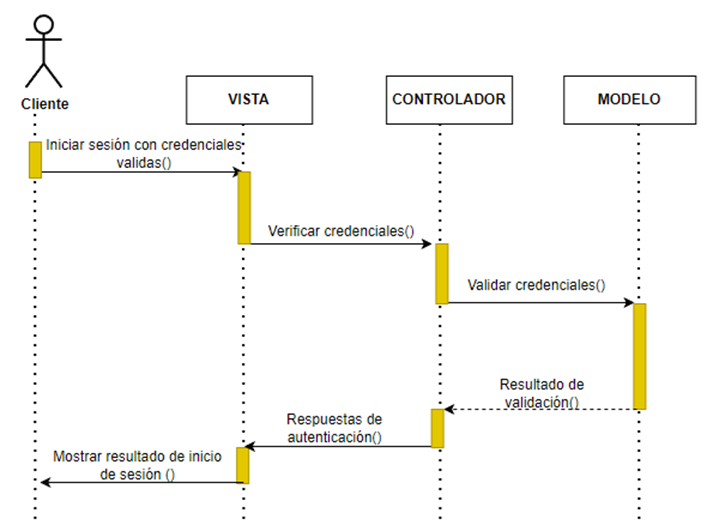 Cliente
VISTA
CONTROLADOR
MODELO
Iniciar sesión con credenciales
validas()
Verificar credenciales()
Validar credenciales()
Resultado de
validación()
Respuestas de
autenticación()
Mostrar resultado de inicio
de sesión ()